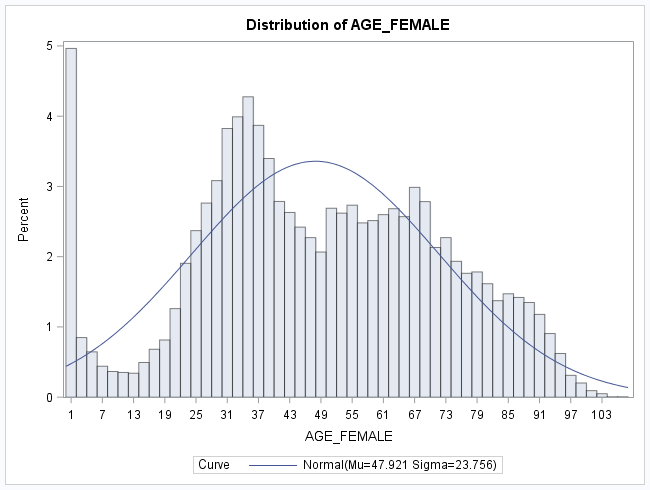 Distribution of AGE_FEMALE
5
4
3
2
1
0
Percent
1 7 13 19 25 31 37 43 49 55 61 67 73 79 85 91 97 103
AGE_FEMALE
Curve Normal(Mu=47.921 Sigma=23.756)